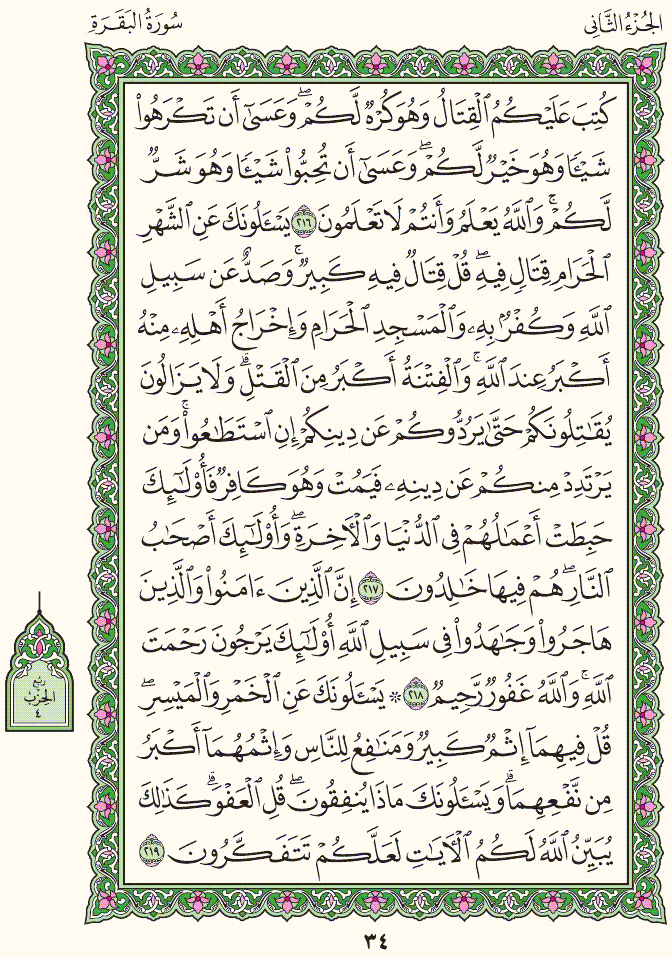 الجُزْءُ الثَّانِي
سُورَةُ البَقَرَةِ
كُتِبَ عَلَيۡكُمُ ٱلۡقِتَالُ وَهُوَ كُرۡهٞ لَّكُمۡۖ وَعَسَىٰٓ أَن تَكۡرَهُواْ
شَيۡـٔٗا وَهُوَ خَيۡرٞ لَّكُمۡۖ وَعَسَىٰٓ أَن تُحِبُّواْ شَيۡـٔٗا وَهُوَ شَرّٞ
لَّكُمۡۚ وَٱللَّهُ يَعۡلَمُ وَأَنتُمۡ لَا تَعۡلَمُونَ ٢١٦ يَسۡـَٔلُونَكَ عَنِ ٱلشَّهۡرِ
ٱلۡحَرَامِ قِتَالٖ فِيهِۖ قُلۡ قِتَالٞ فِيهِ كَبِيرٞۚ وَصَدٌّ عَن سَبِيلِ
ٱللَّهِ وَكُفۡرُۢ بِهِۦ وَٱلۡمَسۡجِدِ ٱلۡحَرَامِ وَإِخۡرَاجُ أَهۡلِهِۦ مِنۡهُ
أَكۡبَرُ عِندَ ٱللَّهِۚ وَٱلۡفِتۡنَةُ أَكۡبَرُ مِنَ ٱلۡقَتۡلِۗ وَلَا يَزَالُونَ
يُقَٰتِلُونَكُمۡ حَتَّىٰ يَرُدُّوكُمۡ عَن دِينِكُمۡ إِنِ ٱسۡتَطَٰعُواْۚ وَمَن
يَرۡتَدِدۡ مِنكُمۡ عَن دِينِهِۦ فَيَمُتۡ وَهُوَ كَافِرٞ فَأُوْلَٰٓئِكَ
حَبِطَتۡ أَعۡمَٰلُهُمۡ فِي ٱلدُّنۡيَا وَٱلۡأٓخِرَةِۖ وَأُوْلَٰٓئِكَ أَصۡحَٰبُ
ٱلنَّارِۖ هُمۡ فِيهَا خَٰلِدُونَ ٢١٧ إِنَّ ٱلَّذِينَ ءَامَنُواْ وَٱلَّذِينَ
هَاجَرُواْ وَجَٰهَدُواْ فِي سَبِيلِ ٱللَّهِ أُوْلَٰٓئِكَ يَرۡجُونَ رَحۡمَتَ
ٱللَّهِۚ وَٱللَّهُ غَفُورٞ رَّحِيمٞ ٢١٨ ۞ يَسۡـَٔلُونَكَ عَنِ ٱلۡخَمۡرِ وَٱلۡمَيۡسِرِۖ
قُلۡ فِيهِمَآ إِثۡمٞ كَبِيرٞ وَمَنَٰفِعُ لِلنَّاسِ وَإِثۡمُهُمَآ أَكۡبَرُ
مِن نَّفۡعِهِمَاۗ وَيَسۡـَٔلُونَكَ مَاذَا يُنفِقُونَۖ قُلِ ٱلۡعَفۡوَۗ كَذَٰلِكَ
يُبَيِّنُ ٱللَّهُ لَكُمُ ٱلۡأٓيَٰتِ لَعَلَّكُمۡ تَتَفَكَّرُونَ ٢١٩
ربع
الحزب
٤
٣٤